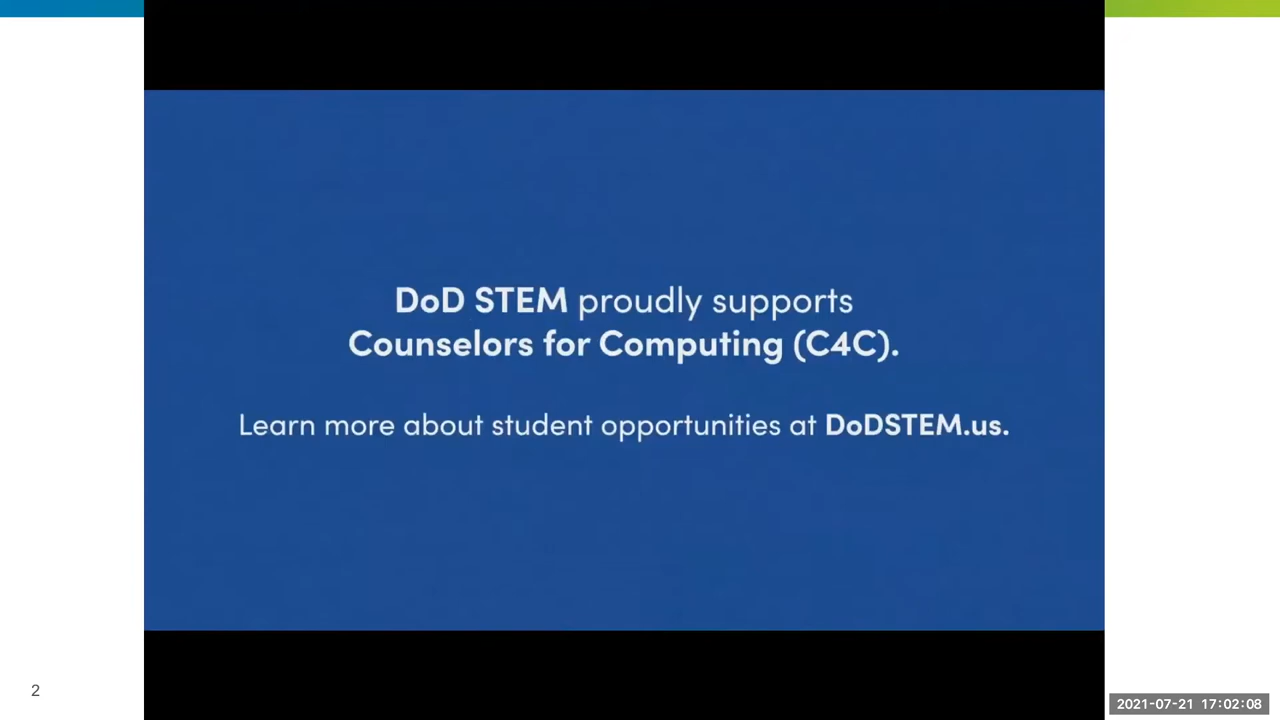 DoD STEM proudly supports
Counselors for Computing (C4C).
Learn more about student opportunities at DoDSTEM.us.
2
2021-07-21 17:02:08